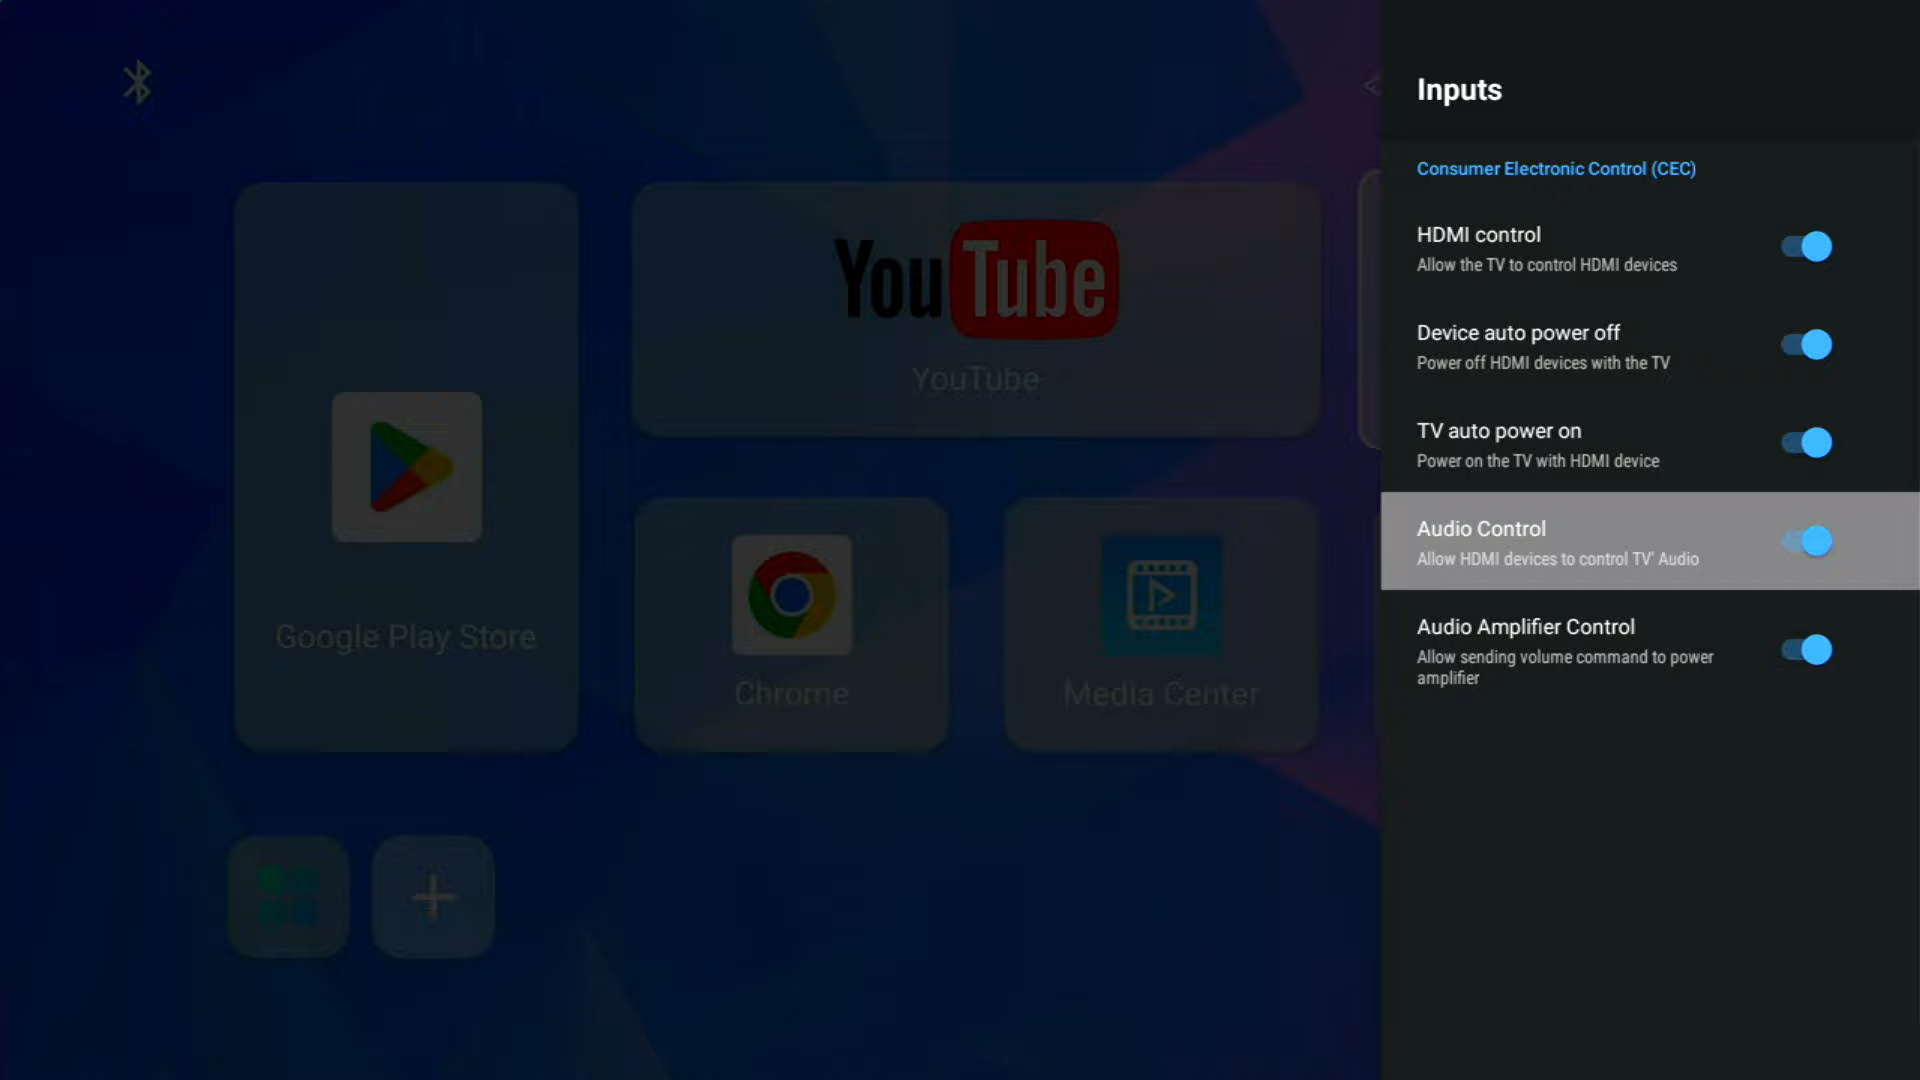 Inputs
Consumer Electronic Control (CEC)
HDMI control
Allow the TV to control HDMI devices
Device auto power off
Power off HDMI devices with the TV
TV auto power on
Power on the TV with HDMI device
Audio Control
Allow HDMI devices to control TV' Audio
Audio Amplifier Control
Allow sending volume command to power
amplifier
YouTube
YouTube
Google Play Store
Chrome
Media Center